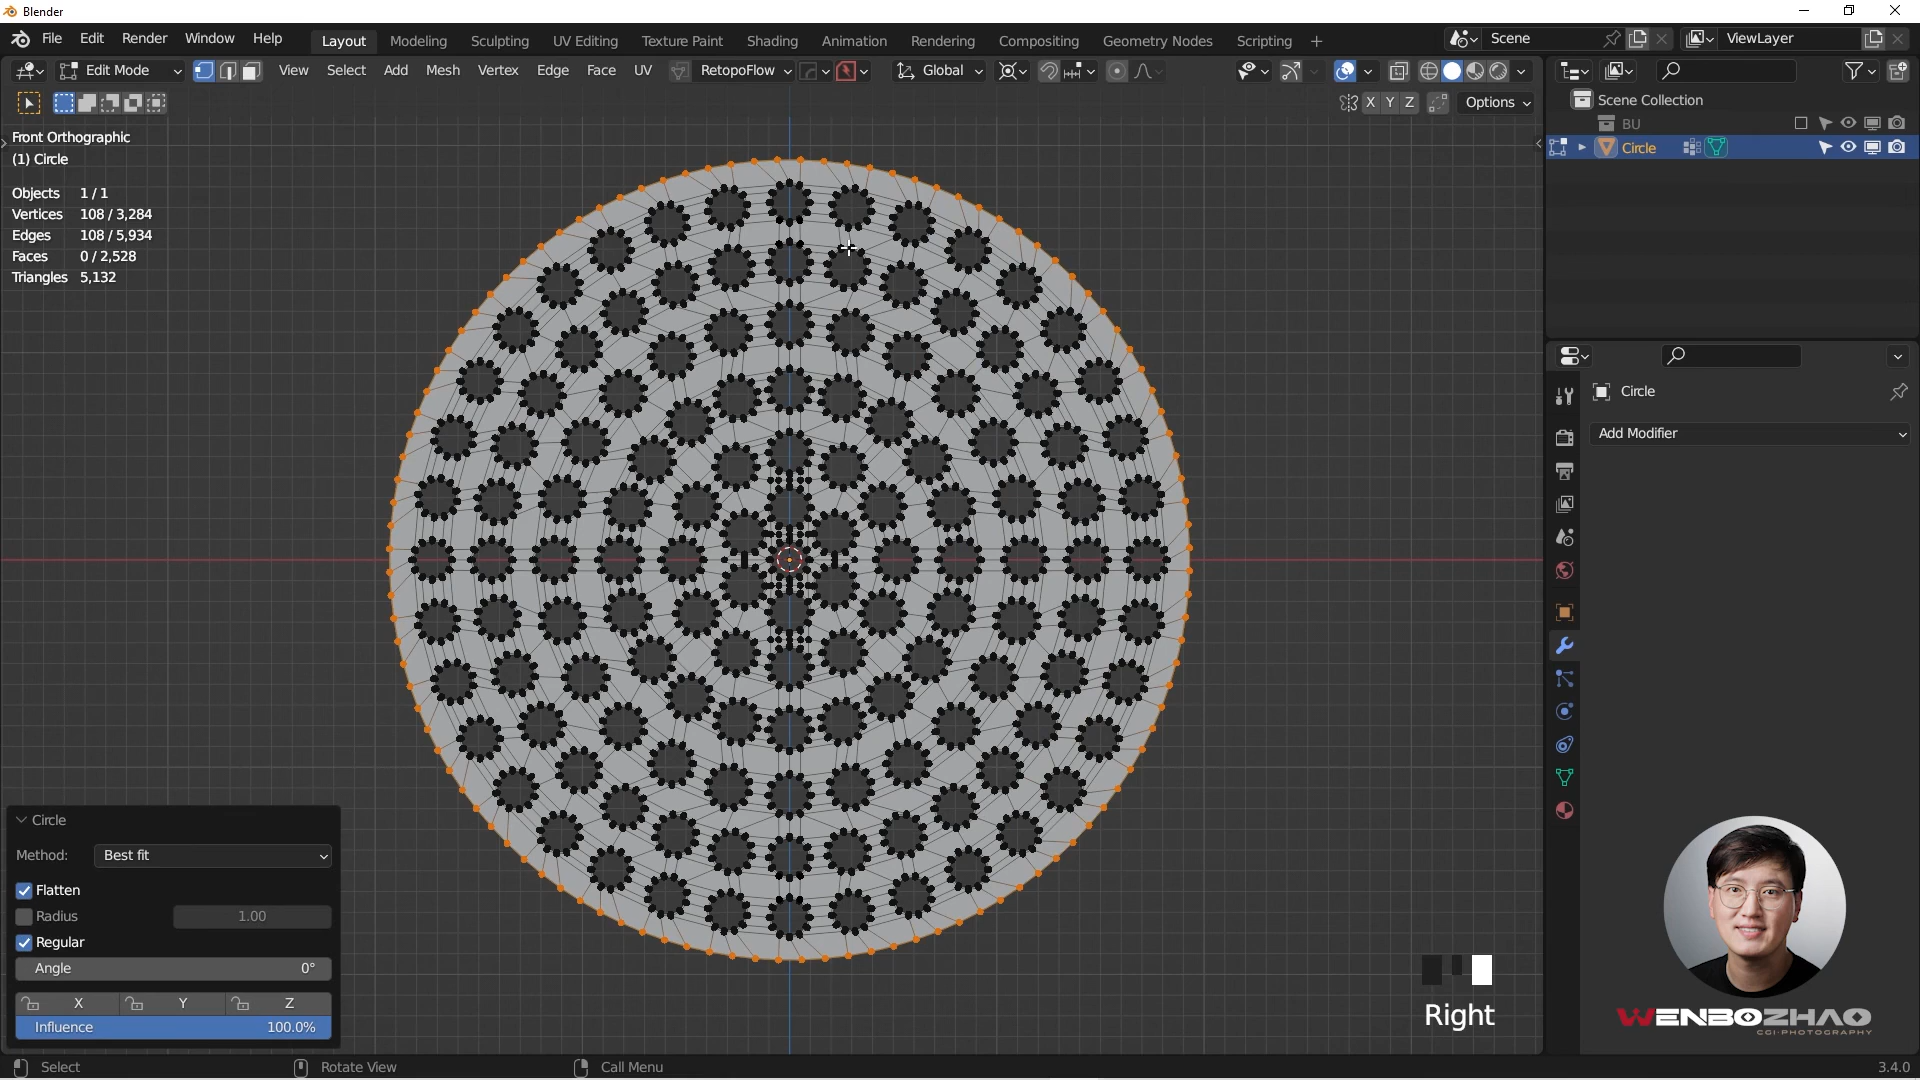 Blender
File Edit Render Window Help
Layout Modeling Sculpting UV Editing Texture Paint Shading Animation Rendering Compositing Geometry Nodes Scripting
Scene
ViewLayer
Edit Mode View Select Add Mesh Vertex Edge Face UV RetopoFlow Global
X Y Z Options
Scene Collection
BU
Circle
Front Orthographic
(1) Circle
Objects 1 / 1
Vertices 108 / 3,284
Edges 108 / 5,934
Faces 0 / 2,528
Triangles 5,132
Circle
Add Modifier
Circle
Method: Best fit
Flatten
Radius 1.00
Regular
Angle 0°
X Y Z
Influence 100.0%
Right
WENBOZHAO
CGI-PHOTOGRAPHY
Select Rotate View Call Menu 3.4.0